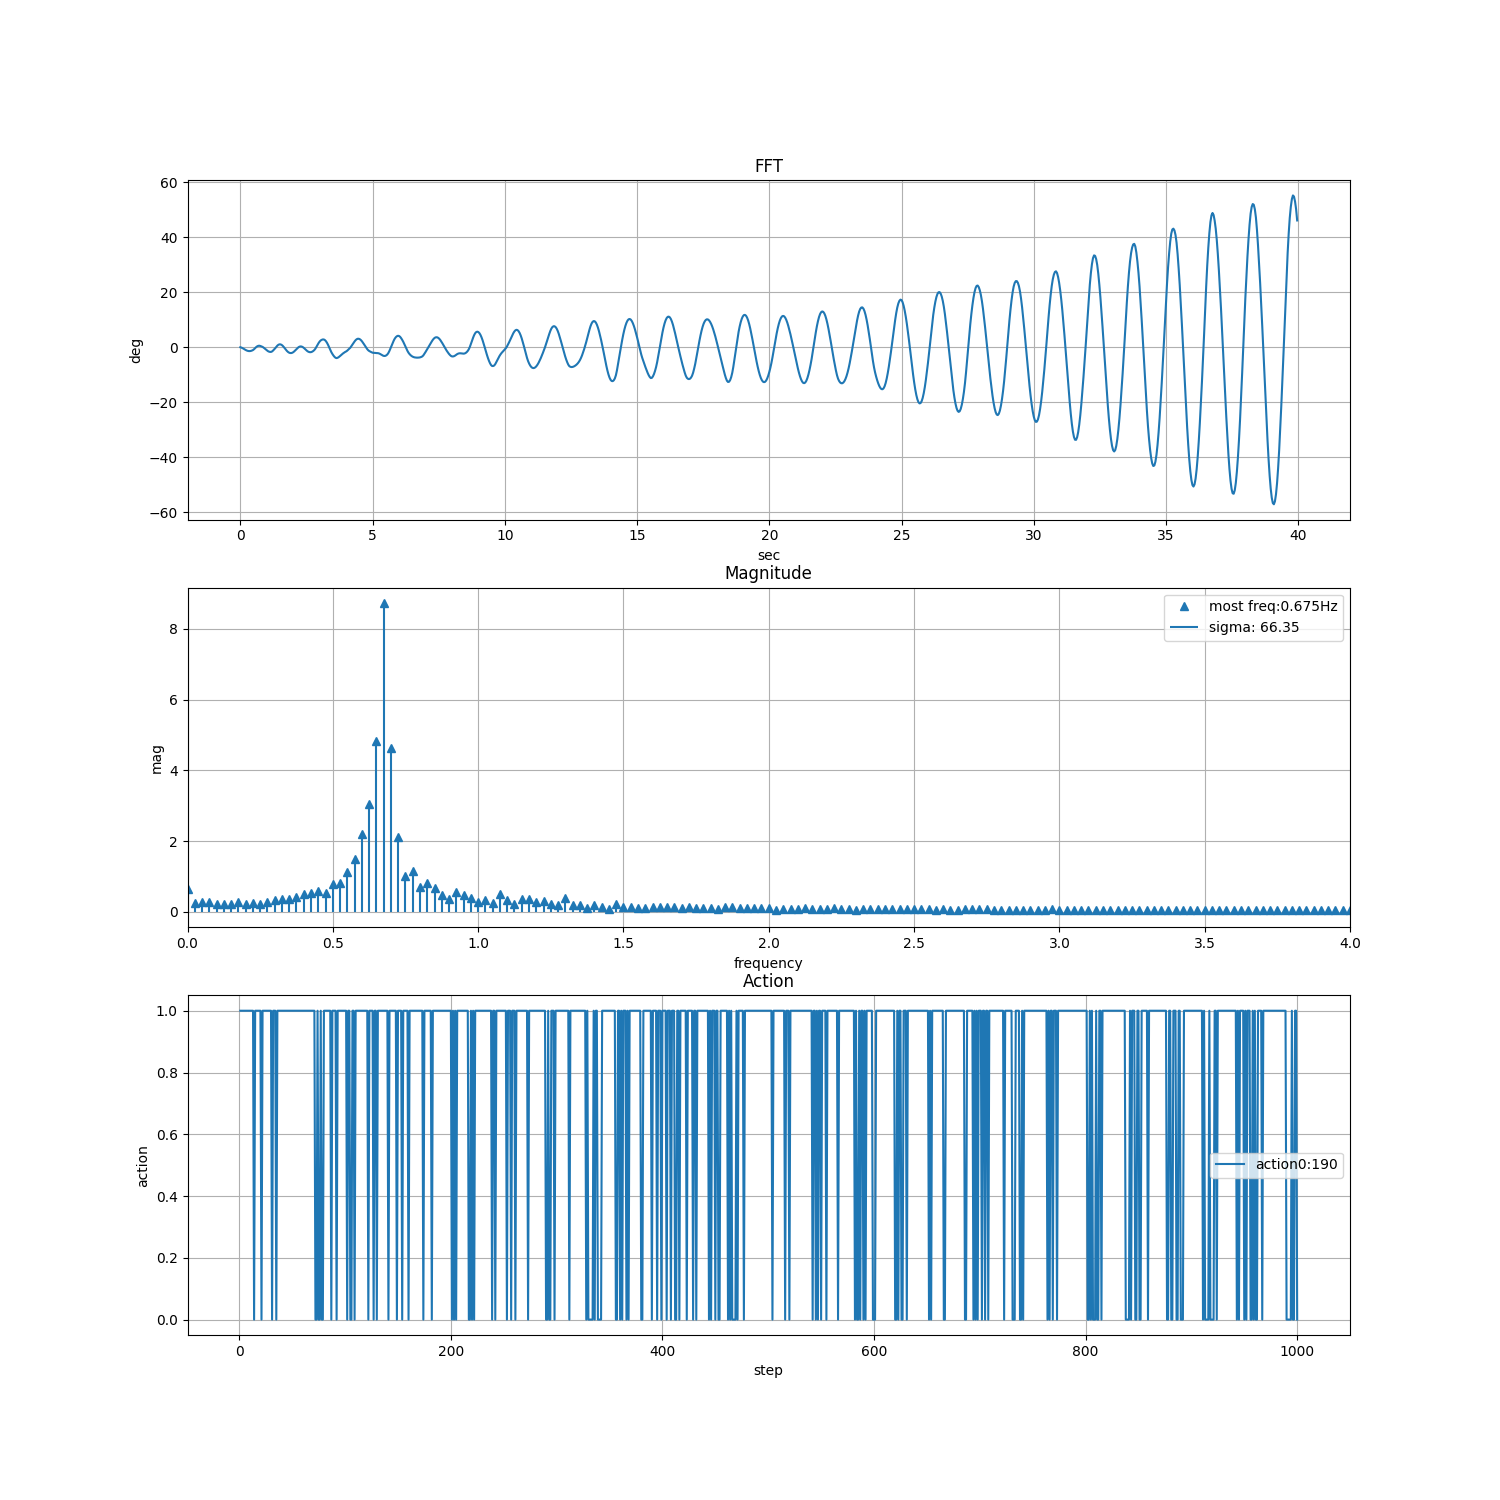 FFT
60
40
20
0
−20
−40
−60
deg
0 5 10 15 20 25 30 35 40
sec
Magnitude
8
6
4
2
0
mag
most freq:0.675Hz
sigma: 66.35
0.0 0.5 1.0 1.5 2.0 2.5 3.0 3.5 4.0
frequency
Action
1.0
0.8
0.6
0.4
0.2
0.0
action
action0:190
0 200 400 600 800 1000
step